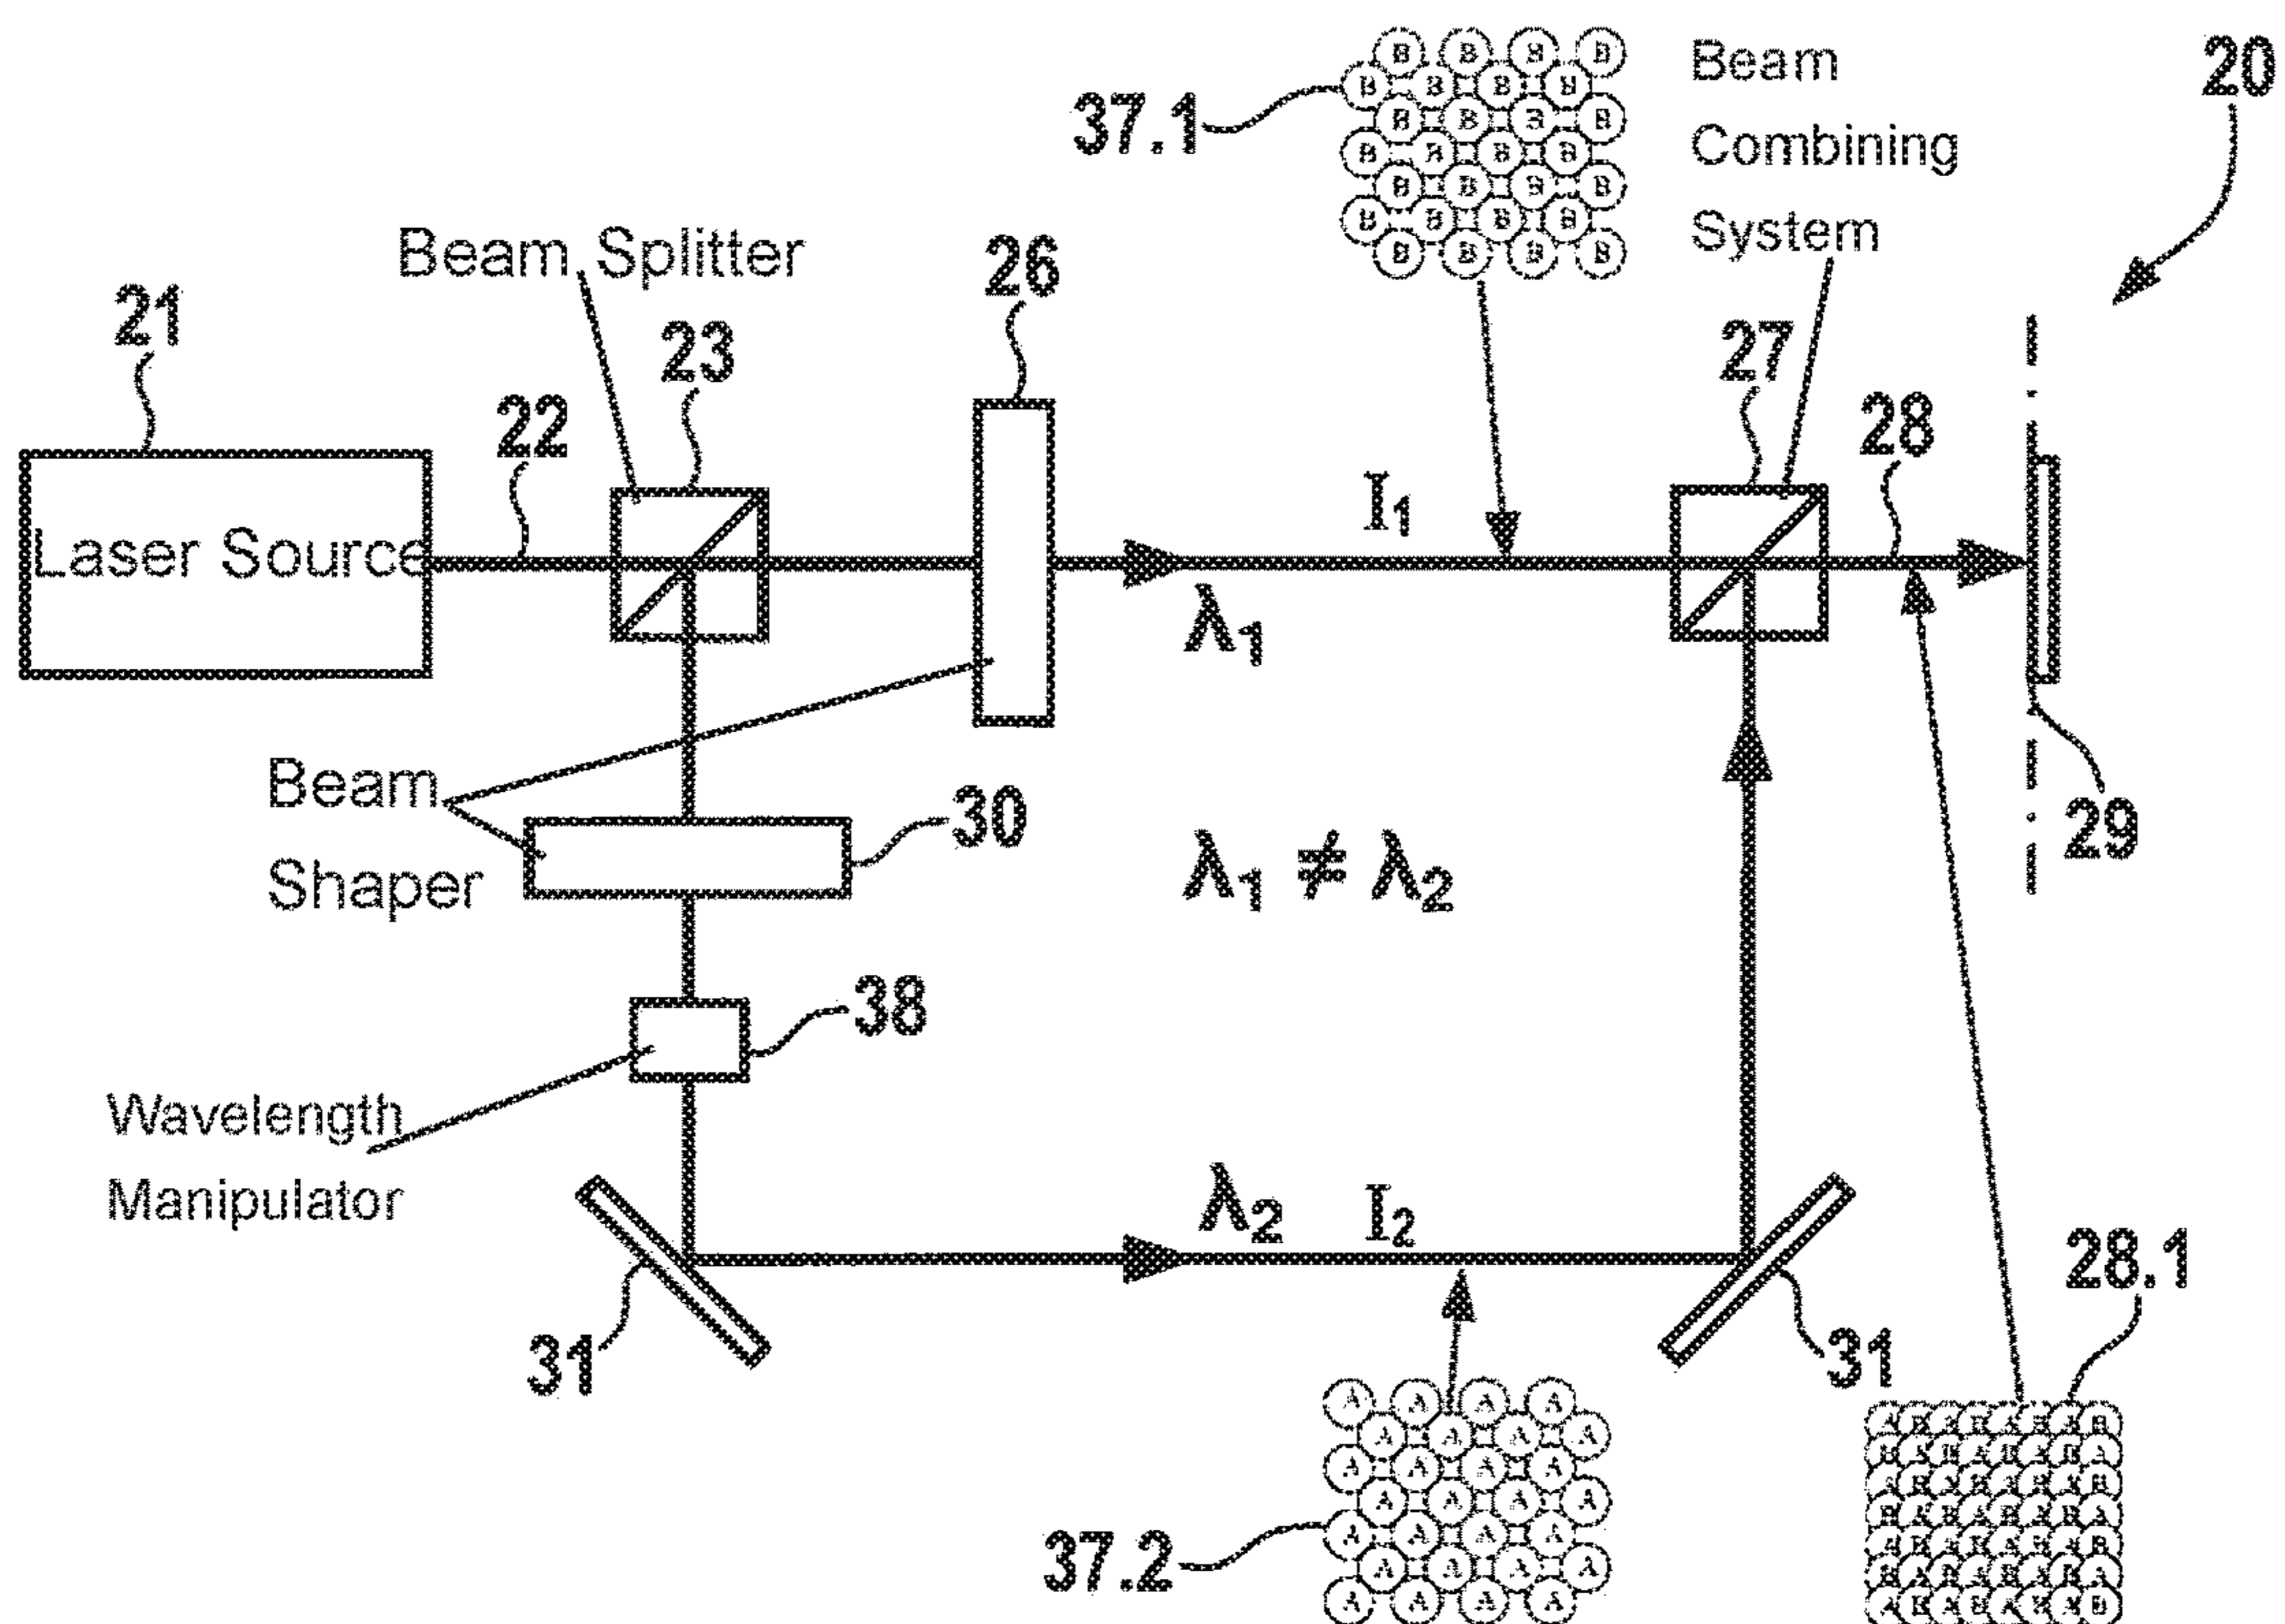 Beam
Combining
System
20
37.1
Beam Splitter
26
21
23
27
22
28
I1
Laser Source
λ1
Beam
Shaper
30
λ1 ≠ λ2
29
38
Wavelength
Manipulator
λ2
I2
28.1
31
31
37.2
B B B B
B B B B
B B B B
B B B B
B B B B
B B B B
B B B B
A A A A
A A A A
A A A A
A A A A
A A A A
A A A A
A A A A